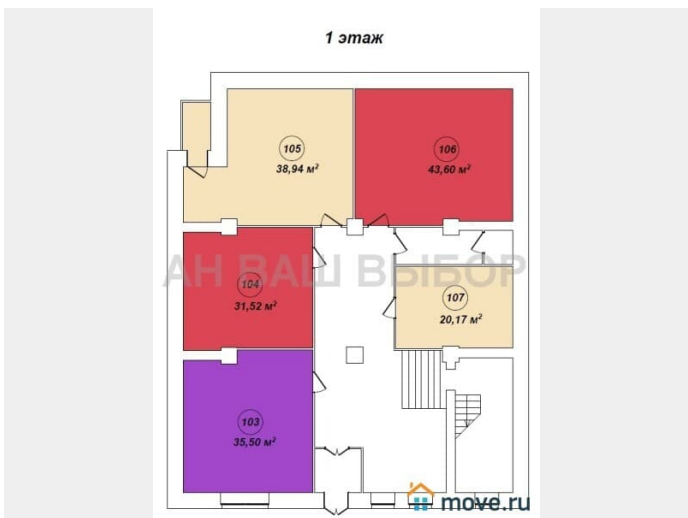 1 этаж
105
38,94 м²
106
43,60 м²
АН ВАШ ВЫБОР
104
31,52 м²
107
20,17 м²
103
35,50 м²
move.ru